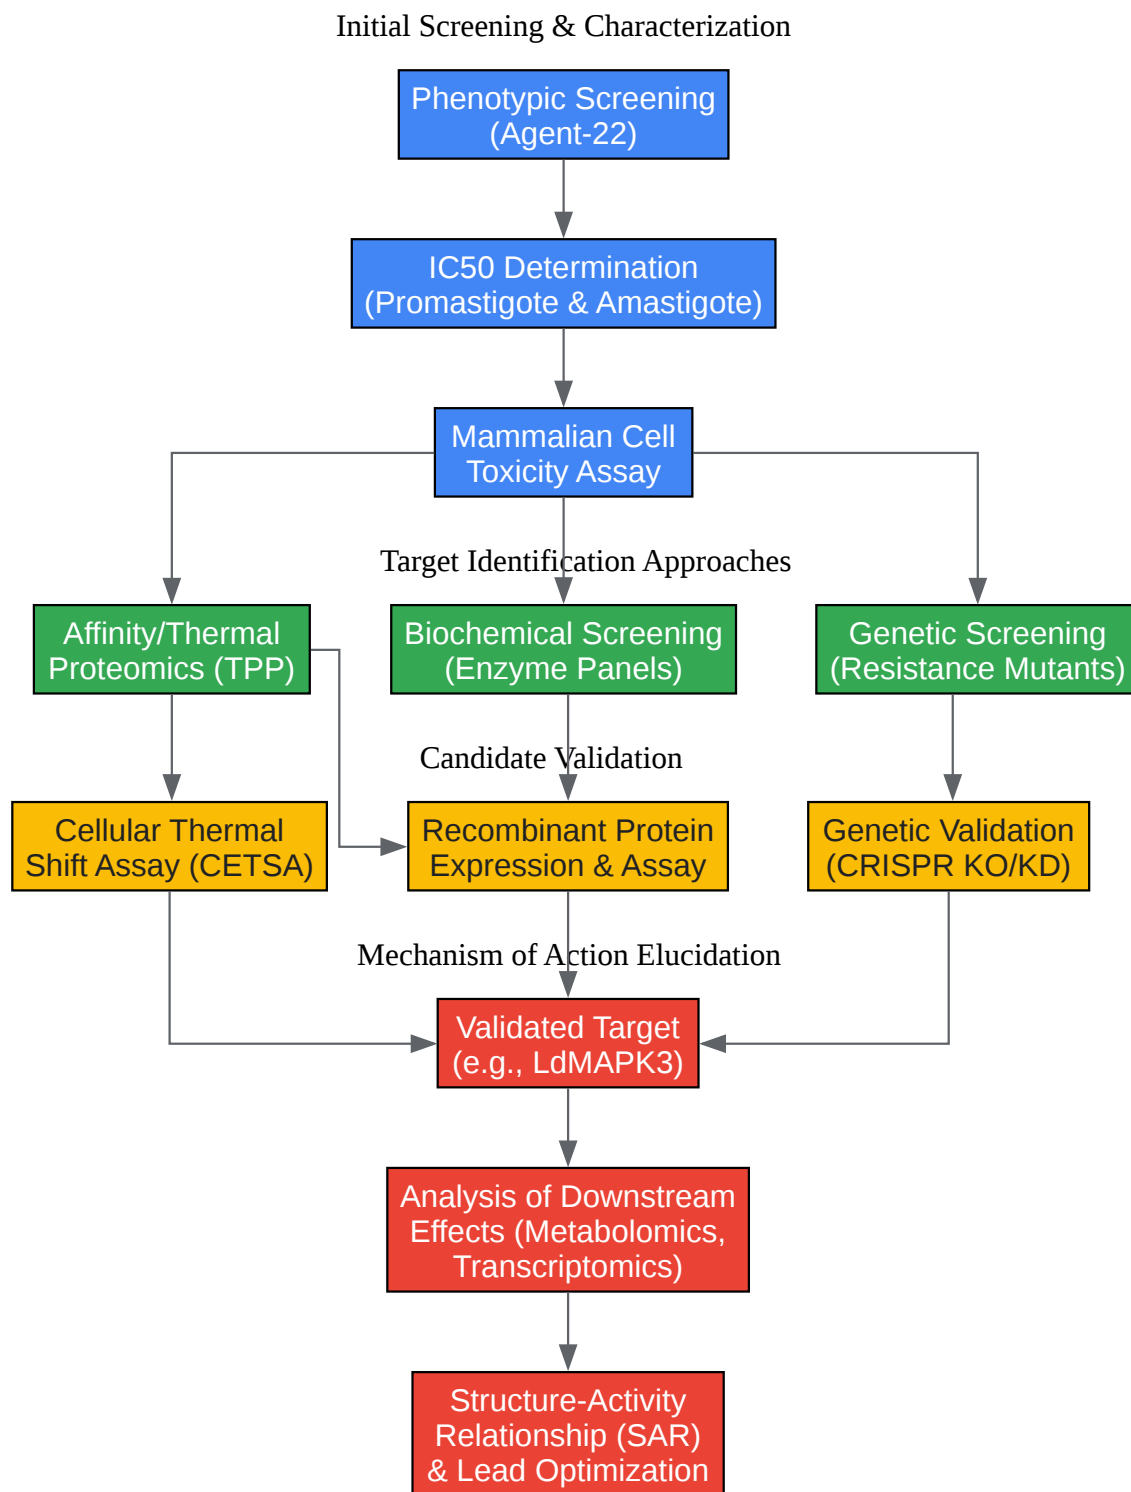 Initial Screening & Characterization
Phenotypic Screening
(Agent-22)
IC50 Determination
(Promastigote & Amastigote)
Mammalian Cell
Toxicity Assay
Target Identification Approaches
Affinity/Thermal
Proteomics (TPP)
Biochemical Screening
(Enzyme Panels)
Genetic Screening
(Resistance Mutants)
Candidate Validation
Cellular Thermal
Shift Assay (CETSA)
Recombinant Protein
Expression & Assay
Genetic Validation
(CRISPR KO/KD)
Mechanism of Action Elucidation
Validated Target
(e.g., LdMAPK3)
Analysis of Downstream
Effects (Metabolomics,
Transcriptomics)
Structure-Activity
Relationship (SAR)
& Lead Optimization